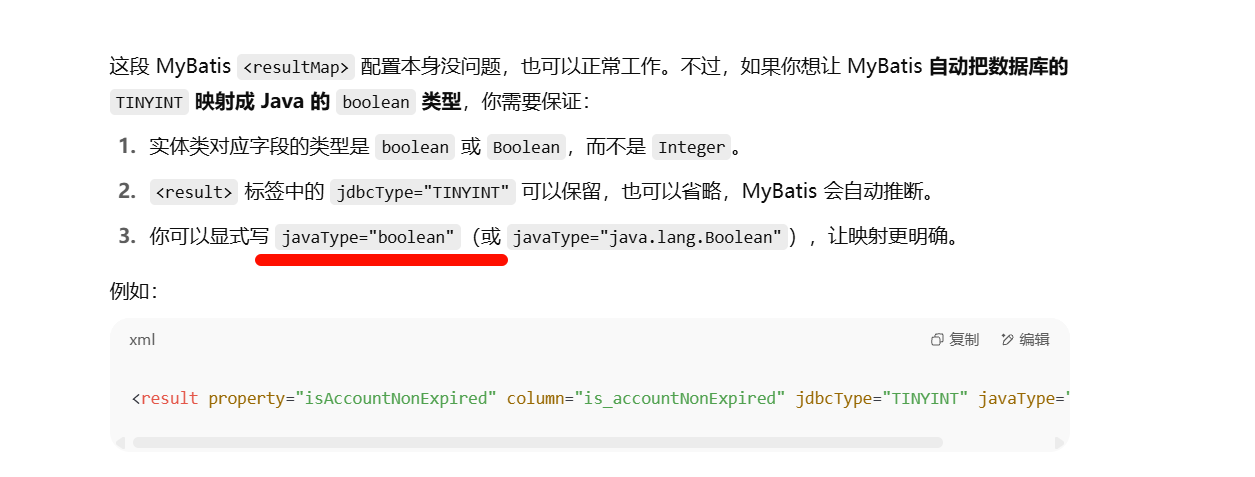 这段 MyBatis <resultMap> 配置本身没问题，也可以正常工作。不过，如果你想让 MyBatis 自动把数据库的
TINYINT 映射成 Java 的 boolean 类型，你需要保证：
1. 实体类对应字段的类型是 boolean 或 Boolean，而不是 Integer。
2. <result> 标签中的 jdbcType="TINYINT" 可以保留，也可以省略，MyBatis 会自动推断。
3. 你可以显式写 javaType="boolean"（或 javaType="java.lang.Boolean"），让映射更明确。
例如：
xml 复制 编辑
<result property="isAccountNonExpired" column="is_accountNonExpired" jdbcType="TINYINT" javaType="